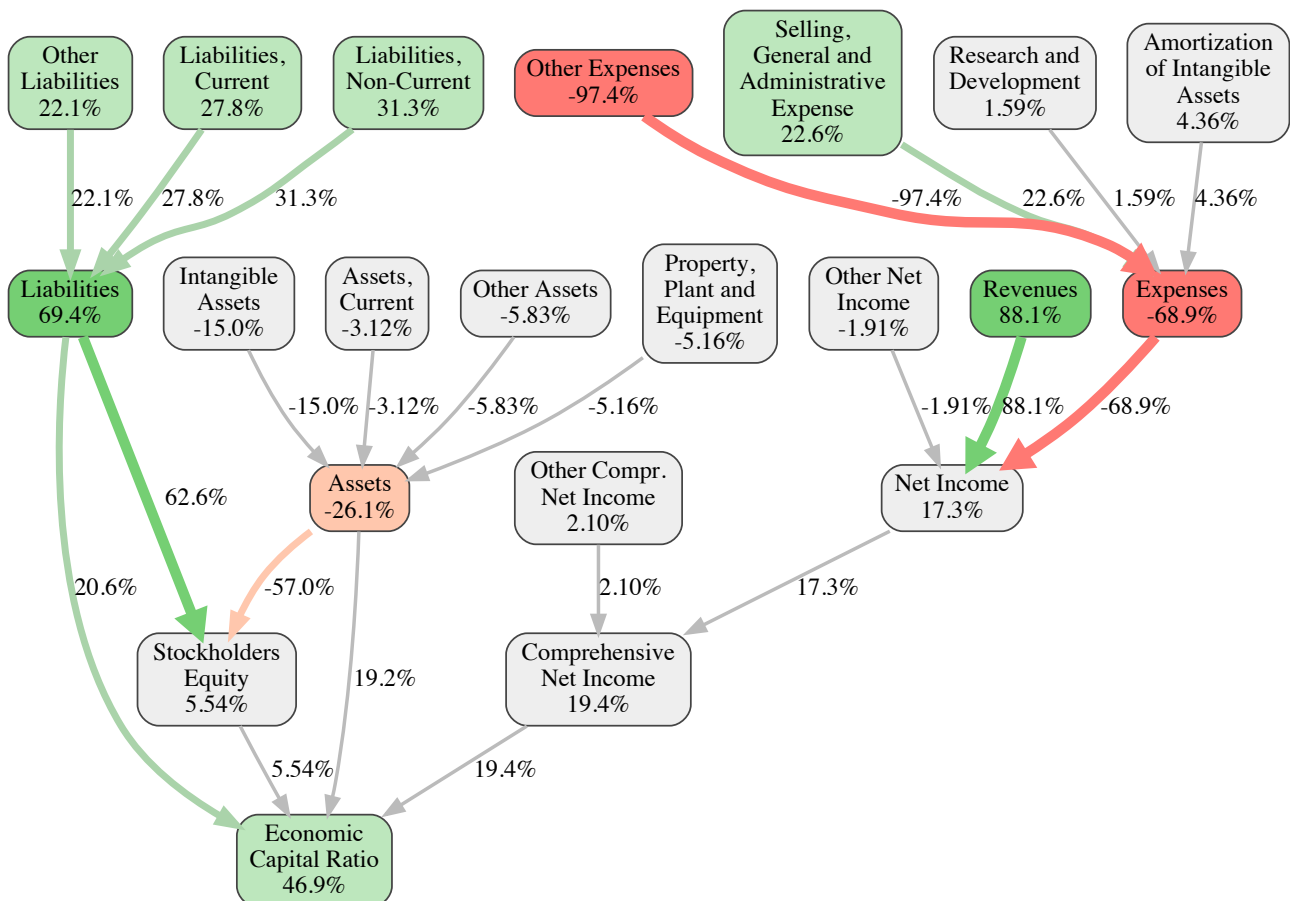 Other
Liabilities
22.1%
Liabilities,
Current
27.8%
Liabilities,
Non-Current
31.3%
Other Expenses
-97.4%
Selling,
General and
Administrative
Expense
22.6%
Research and
Development
1.59%
Amortization
of Intangible
Assets
4.36%
22.1%
27.8%
31.3%
-97.4%
22.6%
1.59%
4.36%
Liabilities
69.4%
Intangible
Assets
-15.0%
Assets,
Current
-3.12%
Other Assets
-5.83%
Property,
Plant and
Equipment
-5.16%
Other Net
Income
-1.91%
Revenues
88.1%
Expenses
-68.9%
-15.0%
-3.12%
-5.83%
-5.16%
-1.91%
88.1%
-68.9%
62.6%
Assets
-26.1%
Other Compr.
Net Income
2.10%
Net Income
17.3%
20.6%
-57.0%
2.10%
17.3%
Stockholders
Equity
5.54%
19.2%
Comprehensive
Net Income
19.4%
5.54%
19.4%
Economic
Capital Ratio
46.9%